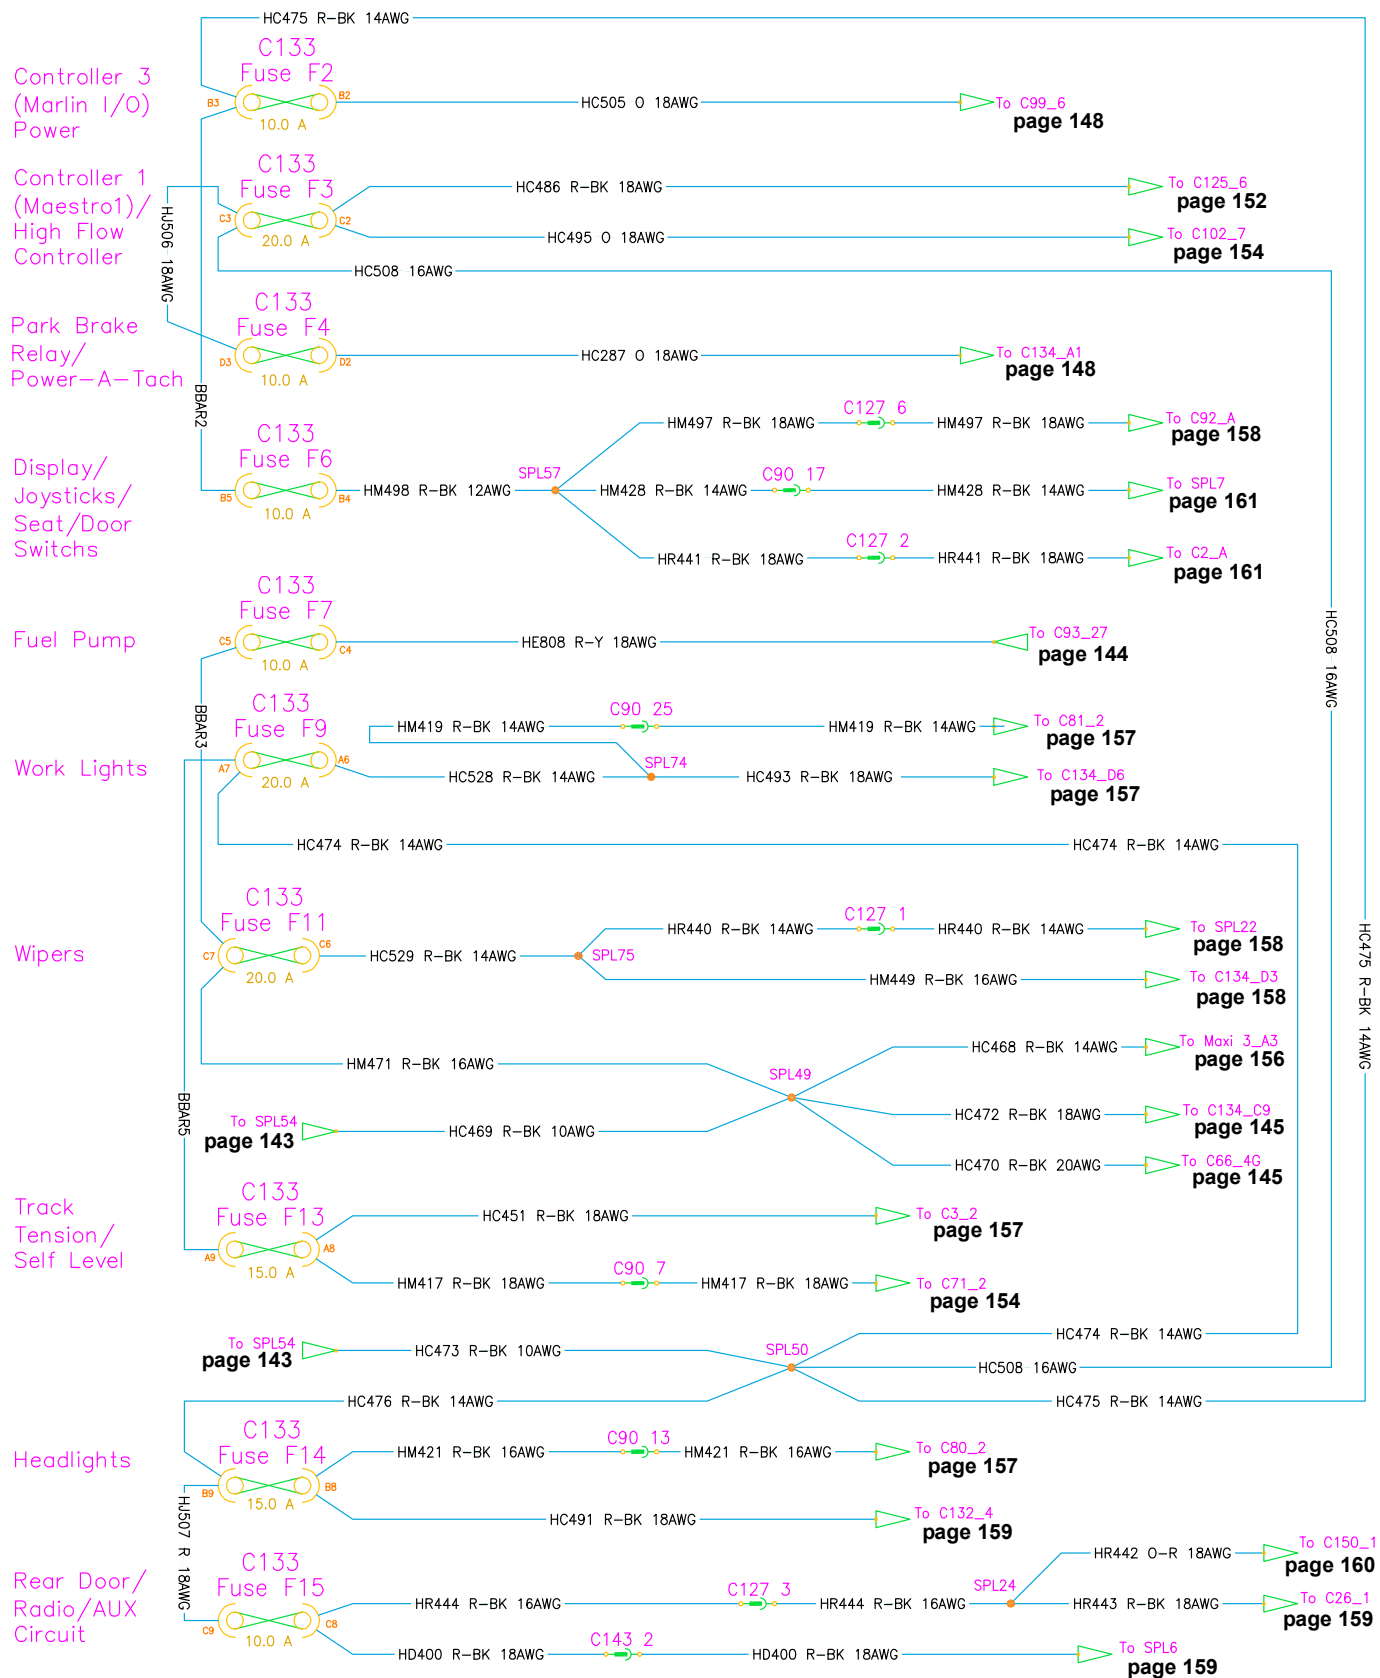 HC475 R-BK 14AWG
Controller 3
(Marlin I/O)
Power
C133
Fuse F2
B3
B2
10.0 A
HC505 O 18AWG
To C99_6
page 148
Controller 1
(Maestro1)/
High Flow
Controller
C133
Fuse F3
C3
C2
20.0 A
HC486 R-BK 18AWG
To C125_6
page 152
HC495 O 18AWG
To C102_7
page 154
HJ506 18AWG
HC508 16AWG
Park Brake
Relay/
Power-A-Tach
C133
Fuse F4
D3
D2
10.0 A
HC287 O 18AWG
To C134_A1
page 148
BBAR2
Display/
Joysticks/
Seat/Door
Switchs
C133
Fuse F6
B5
B4
10.0 A
HM498 R-BK 12AWG
SPL57
HM497 R-BK 18AWG
C127 6
HM497 R-BK 18AWG
To C92_A
page 158
HM428 R-BK 14AWG
C90 17
HM428 R-BK 14AWG
To SPL7
page 161
HR441 R-BK 18AWG
C127 2
HR441 R-BK 18AWG
To C2_A
page 161
Fuel Pump
C133
Fuse F7
C5
C4
10.0 A
HE808 R-Y 18AWG
To C93_27
page 144
HC508 16AWG
BBAR3
Work Lights
C133
Fuse F9
A7
A6
20.0 A
HM419 R-BK 14AWG
C90 25
HM419 R-BK 14AWG
To C81_2
page 157
HC528 R-BK 14AWG
SPL74
HC493 R-BK 18AWG
To C134_D6
page 157
HC474 R-BK 14AWG
HC474 R-BK 14AWG
Wipers
C133
Fuse F11
C7
C6
20.0 A
HC529 R-BK 14AWG
SPL75
HR440 R-BK 14AWG
C127 1
HR440 R-BK 14AWG
To SPL22
page 158
HM449 R-BK 16AWG
To C134_D3
page 158
HC475 R-BK 14AWG
HM471 R-BK 16AWG
SPL49
HC468 R-BK 14AWG
To Maxi 3_A3
page 156
BBAR5
To SPL54
page 143
HC469 R-BK 10AWG
HC472 R-BK 18AWG
To C134_C9
page 145
HC470 R-BK 20AWG
To C66_4G
page 145
Track
Tension/
Self Level
C133
Fuse F13
A9
A8
15.0 A
HC451 R-BK 18AWG
To C3_2
page 157
HM417 R-BK 18AWG
C90 7
HM417 R-BK 18AWG
To C71_2
page 154
To SPL54
page 143
HC473 R-BK 10AWG
SPL50
HC474 R-BK 14AWG
HC508 16AWG
HC475 R-BK 14AWG
HC476 R-BK 14AWG
Headlights
C133
Fuse F14
B9
B8
15.0 A
HM421 R-BK 16AWG
C90 13
HM421 R-BK 16AWG
To C80_2
page 157
HC491 R-BK 18AWG
To C132_4
page 159
HJ507 R 18AWG
Rear Door/
Radio/AUX
Circuit
C133
Fuse F15
C9
C8
10.0 A
HR444 R-BK 16AWG
C127 3
HR444 R-BK 16AWG
SPL24
HR442 O-R 18AWG
To C150_1
page 160
HR443 R-BK 18AWG
To C26_1
page 159
HD400 R-BK 18AWG
C143 2
HD400 R-BK 18AWG
To SPL6
page 159